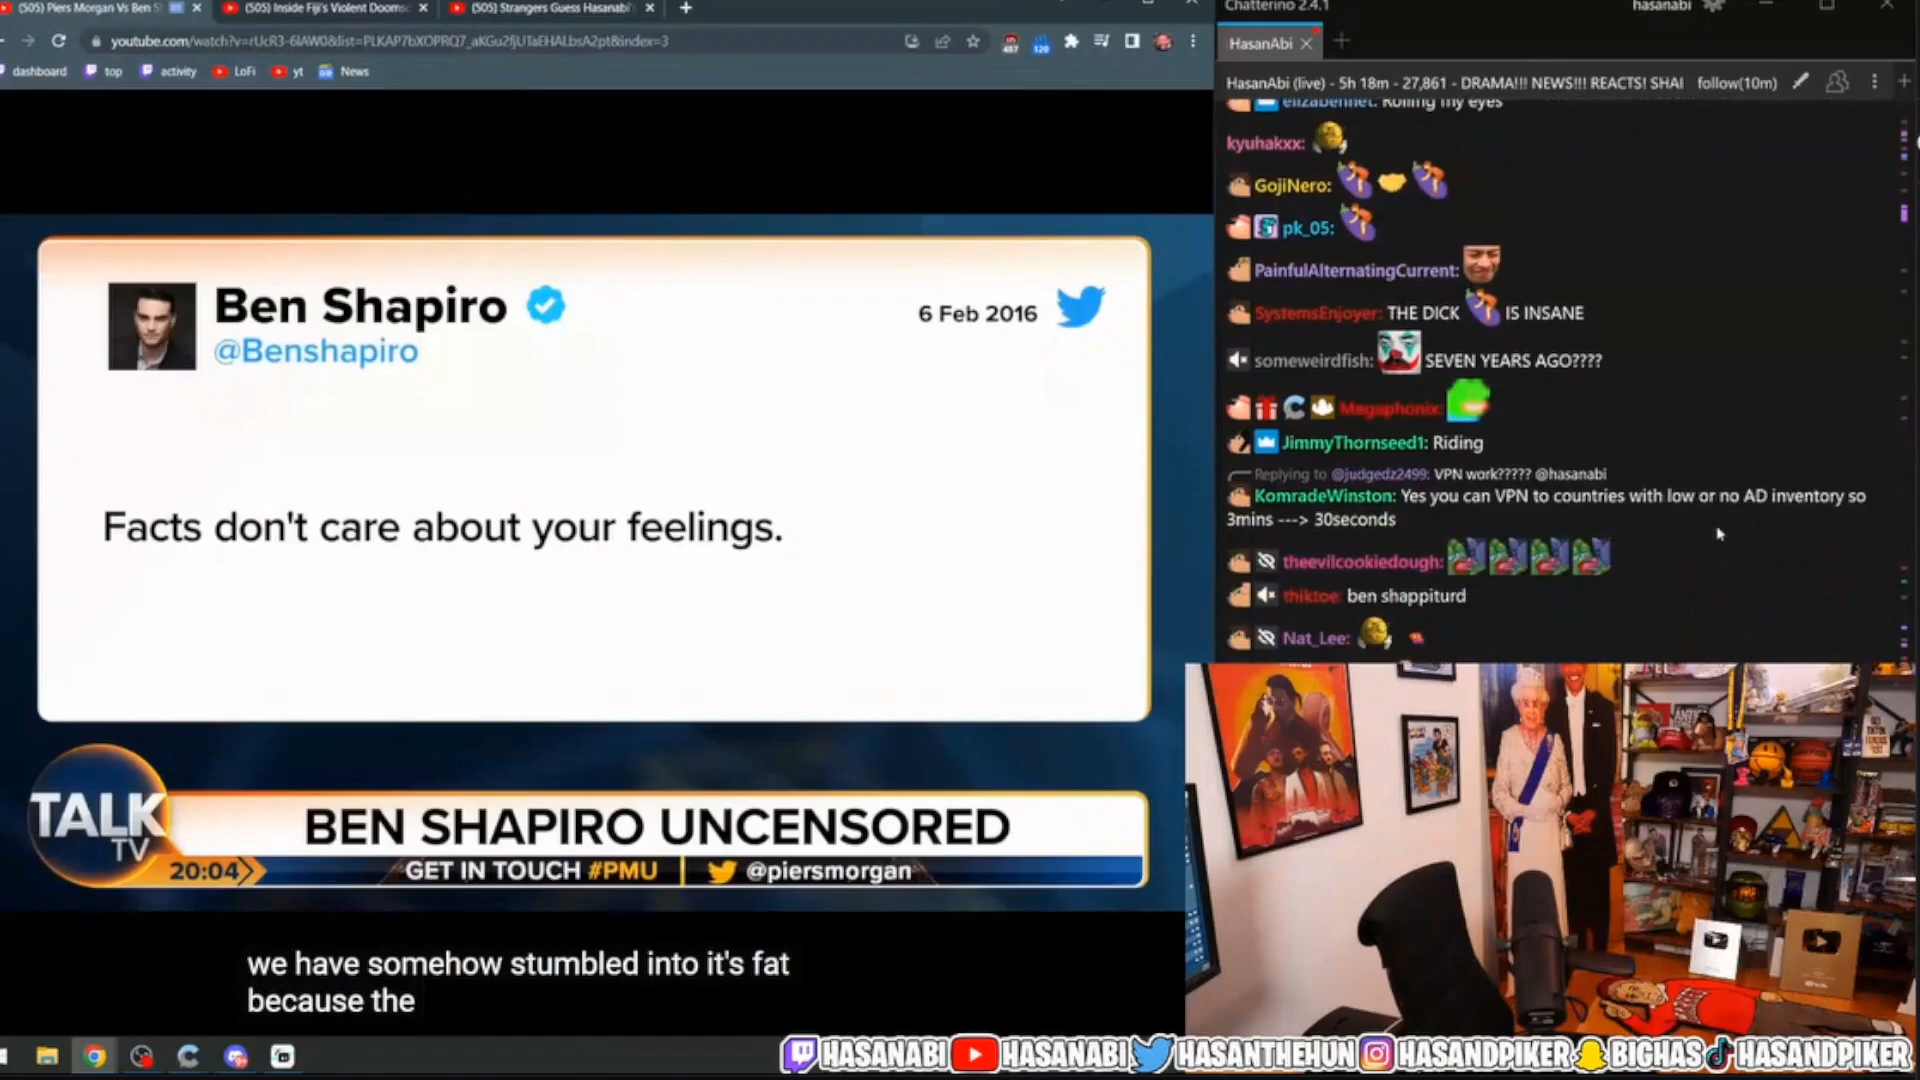 (505) Piers Morgan Vs Ben S
(505) Inside Fiji's Violent Dooms
(505) Strangers Guess Hasanabi's
youtube.com/watch?v=rUcR3-6lAW0&list=PLKAP7bXOPRQ7_aKGu2fjUTaEHALbsA2pt&index=3
487
120
dashboard
top
activity
LoFi
yt
News
Ben Shapiro
@Benshapiro
6 Feb 2016
Facts don't care about your feelings.
TALK
TV
20:04
BEN SHAPIRO UNCENSORED
GET IN TOUCH #PMU
@piersmorgan
we have somehow stumbled into it's fat
because the
Chatterino 2.4.1
hasanabi
HasanAbi
HasanAbi (live) - 5h 18m - 27,861 - DRAMA!!! NEWS!!! REACTS! SHAI
follow(10m)
elizabennet: Rolling my eyes
kyuhakxx:
GojiNero:
pk_05:
PainfulAlternatingCurrent:
SystemsEnjoyer: THE DICK IS INSANE
someweirdfish: SEVEN YEARS AGO????
Megaphonix:
JimmyThornseed1: Riding
Replying to @judgedz2499: VPN work????? @hasanabi
KomradeWinston: Yes you can VPN to countries with low or no AD inventory so
3mins ---> 30seconds
theevilcookiedough:
thiktoe: ben shappiturd
Nat_Lee:
HASANABI
HASANABI
HASANTHEHUN
HASANDPIKER
BIGHAS
HASANDPIKER